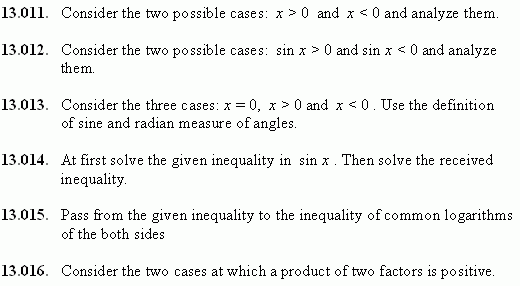 13.011. Consider the two possible cases: x > 0 and x < 0 and analyze them.
13.012. Consider the two possible cases: sin x > 0 and sin x < 0 and analyze
them.
13.013. Consider the three cases: x = 0, x > 0 and x < 0 . Use the definition
of sine and radian measure of angles.
13.014. At first solve the given inequality in sin x . Then solve the received
inequality.
13.015. Pass from the given inequality to the inequality of common logarithms
of the both sides
13.016. Consider the two cases at which a product of two factors is positive.